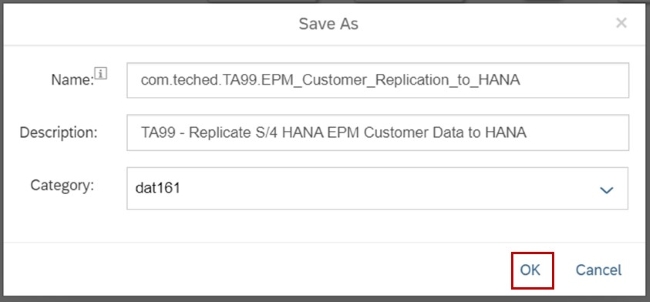 Save As
Name: com.teched.TA99.EPM_Customer_Replication_to_HANA
Description: TA99 - Replicate S/4 HANA EPM Customer Data to HANA
Category: dat161
OK Cancel